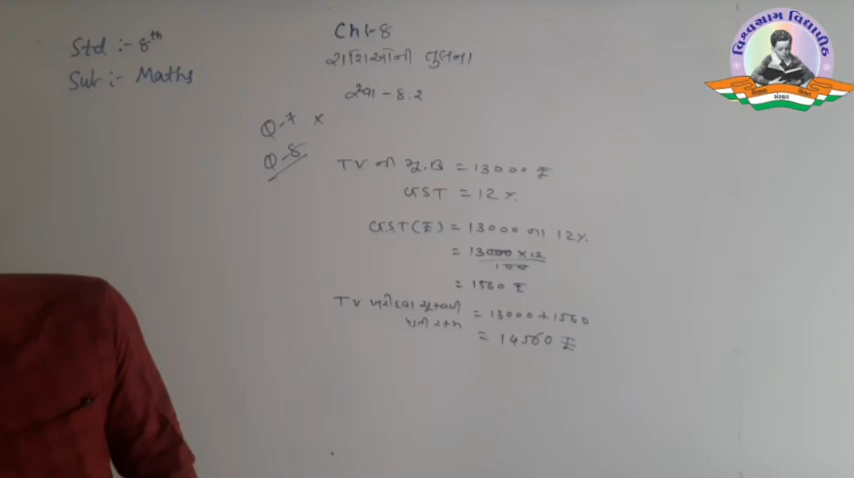 Std :- 8th
Sub :- Maths
Ch-8
રાશિઓની તુલના
સ્વા - 8.2
Q-7 ×
Q-8
TV ની મૂ.કિં = 13000 ₹
GST = 12 %
G.S.T (₹) = 13000 ના 12%
= 13000 × 12
100
= 1560 ₹
TV ખરીદવા ચૂકવવી = 13000 + 1560
પડતી રકમ
= 14560 ₹
વિશ્વગ્રામ વિદ્યાપીઠ